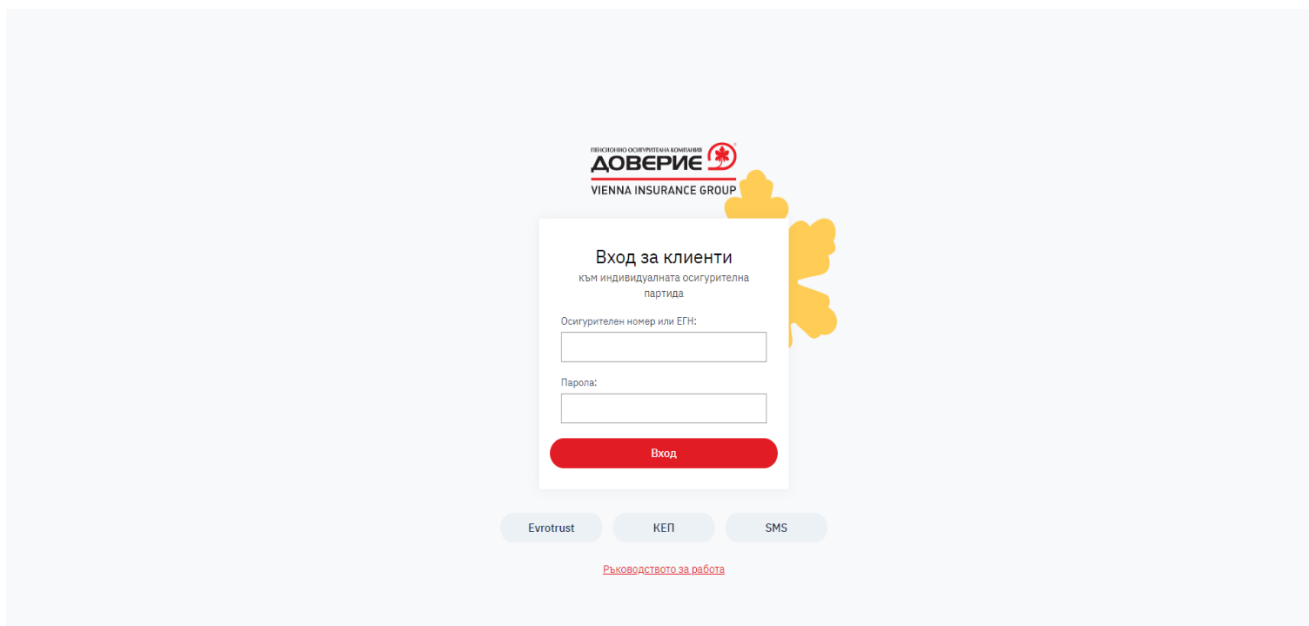 ПЕНСИОННО ОСИГУРИТЕЛНА КОМПАНИЯ
ДОВЕРИЕ
VIENNA INSURANCE GROUP
Вход за клиенти
към индивидуалната осигурителна
партида
Осигурителен номер или ЕГН:
Парола:
Вход
Evrotrust КЕП SMS
Ръководството за работа